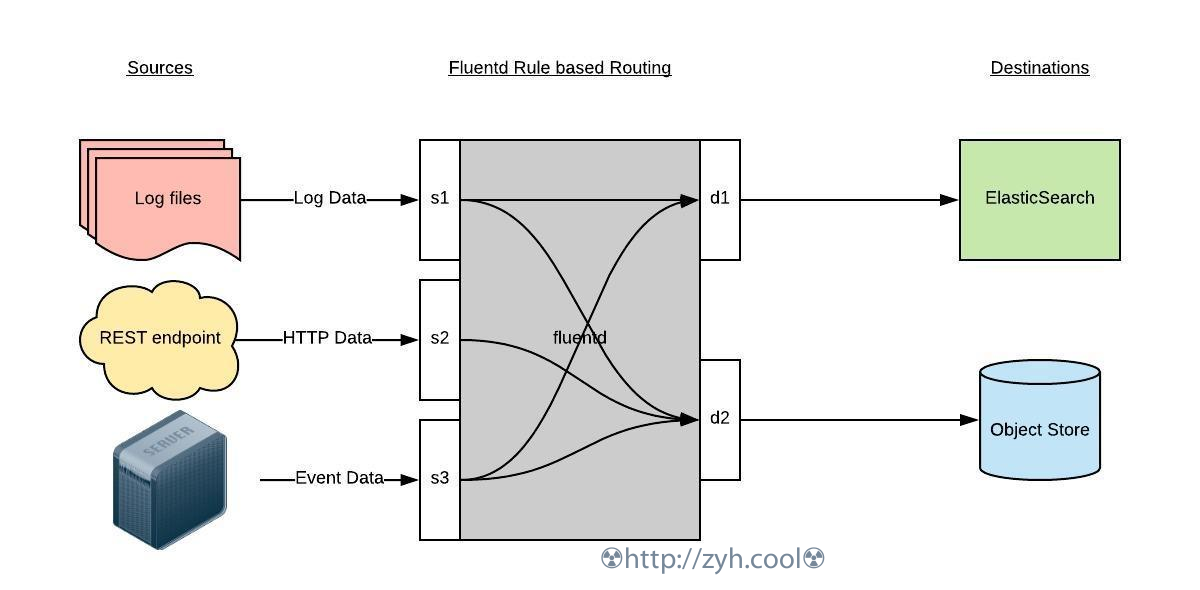 Sources
Fluentd Rule based Routing
Destinations
Log files
Log Data
s1
d1
ElasticSearch
REST endpoint
HTTP Data
s2
fluentd
d2
Object Store
SERVER
Event Data
s3
☢http://zyh.cool☢